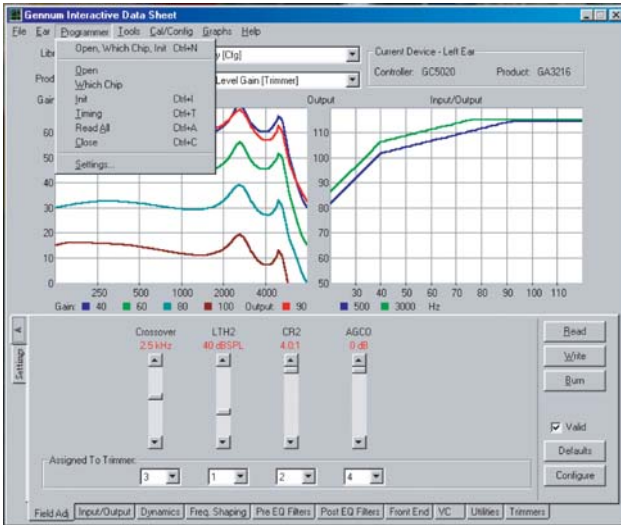 Gennum Interactive Data Sheet
File Ear Programmer Tools Cal/Config Graphs Help
Open, Which Chip, Init Ctrl+N
Open
Which Chip
Init Ctrl+I
Timing Ctrl+T
Read All Ctrl+A
Close Ctrl+C
Settings...
y [Clg]
Level Gain [Trimmer]
Current Device - Left Ear
Controller: GC5020 Product: GA3216
Output
Input/Output
60
50
40
30
20
10
0
250 500 1000 2000 4000
110
100
90
80
70
60
50
30 40 50 60 70 80 90 100 110
Gain: 40 60 80 100 Output: 90
500 3000 Hz
A
Settings
Crossover LTH2 CR2 AGCO
2.5 kHz 40 dBSPL 4.0:1 0 dB
Assigned To Trimmer:
3 1 2 4
Read
Write
Burn
Valid
Defaults
Configure
Field Adj Input/Output Dynamics Freq. Shaping Pre EQ Filters Post EQ Filters Front End VC Utilities Trimmers